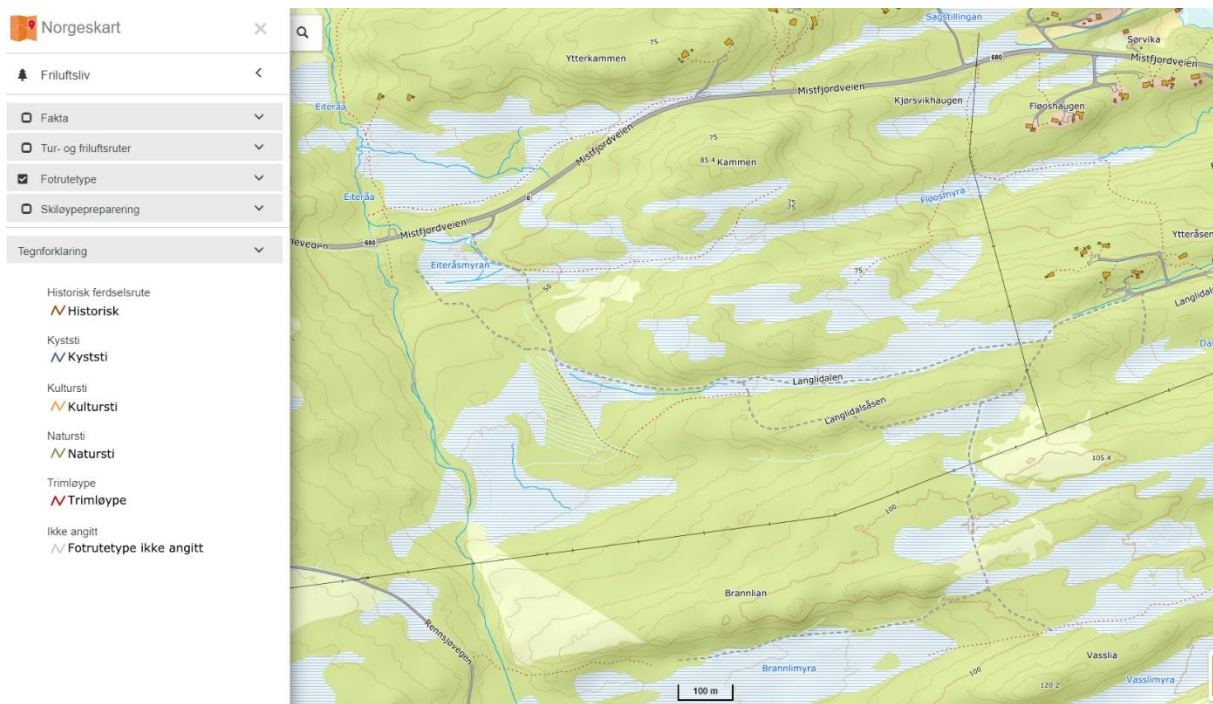 Norgeskart
Friluftsliv
Fakta
Tur- og friluftsruter
Fotrutetype
Skiløypepreparering
Tegnforklaring
Historisk ferdselsrute
Historisk
Kyststi
Kyststi
Kultursti
Kultursti
Natursti
Natursti
Trimløype
Trimløype
Ikke angitt
Fotrutetype ikke angitt
Sagstillingan
Sørvika
75
Ytterkammen
680
Mistfjordveien
Mistfjordveien
Kjørsvikhaugen
Fløoshaugen
Eiteråa
Mistfjordveien
75
85.4 Kammen
Eiteråa
Fløosmyra
75
75
Mistfjordveien
680
Ytteråsen
Eiteråsmyran
75
50
Langlidalen
Langlidalsåsen
105.4
100
Brannlian
Rennsjøvegen
Brannlimyra
100
Vasslia
120.2
Vasslimyra
100 m